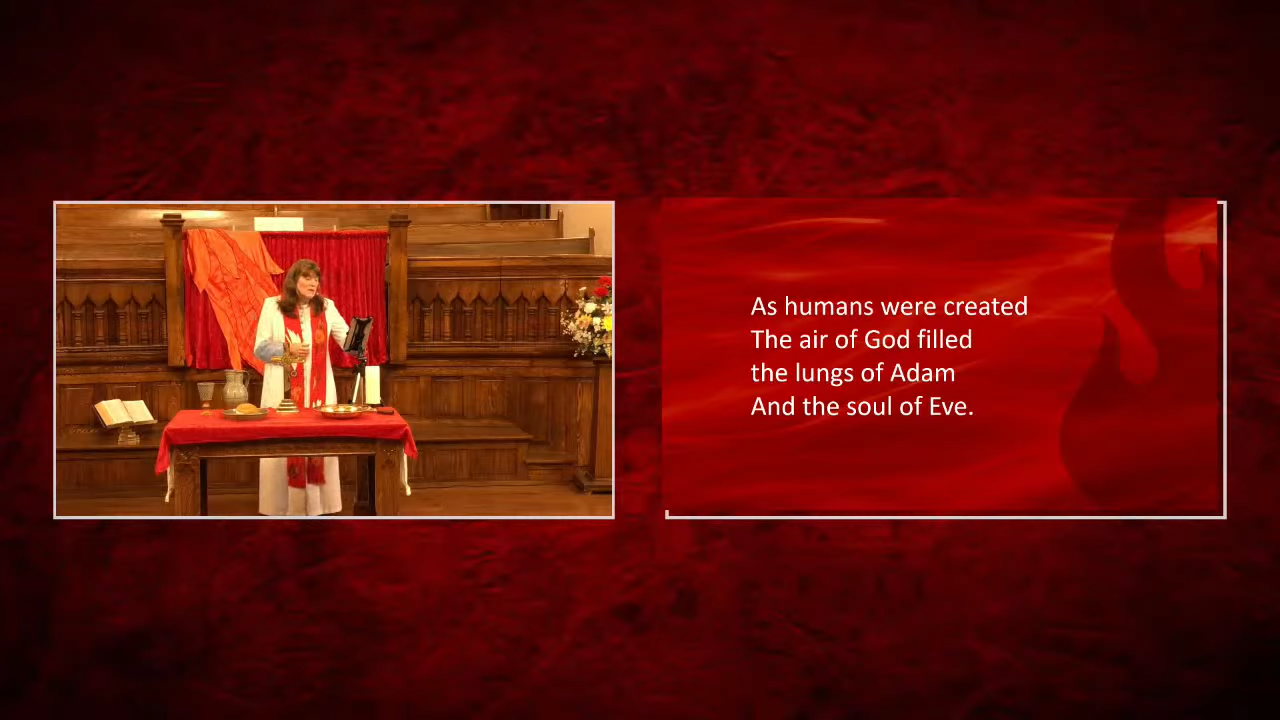 As humans were created
The air of God filled
the lungs of Adam
And the soul of Eve.